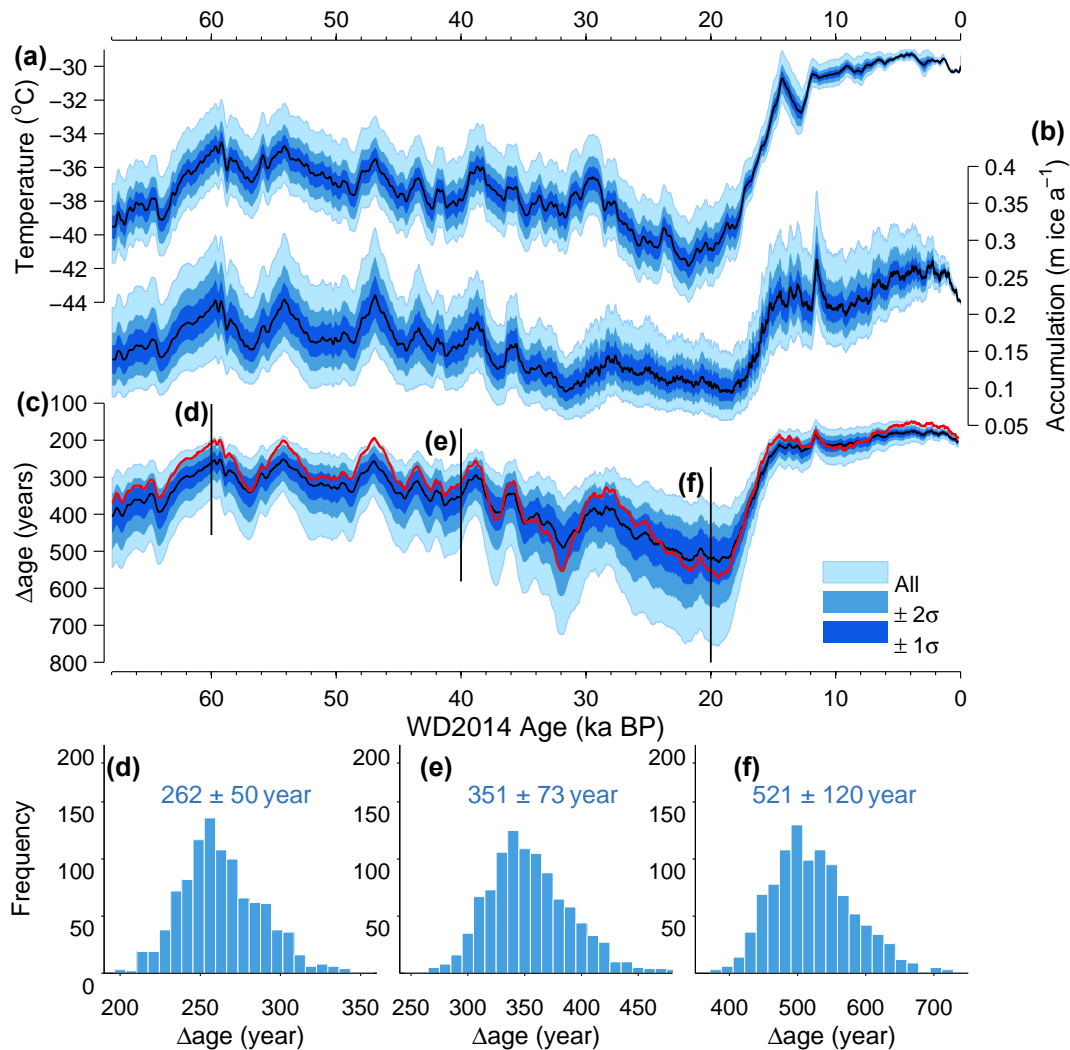 60 50 40 30 20 10 0
(a)
−30
−32
−34
−36
−38
−40
−42
−44
Temperature (°C)
(b)
0.4
0.35
0.3
0.25
0.2
0.15
0.1
0.05
Accumulation (m ice a⁻¹)
(c)
100
200
300
400
500
600
700
800
Δage (years)
(d)
(e)
(f)
All
± 2σ
± 1σ
60 50 40 30 20 10 0
WD2014 Age (ka BP)
(d)
262 ± 50 year
200
150
100
50
0
Frequency
200 250 300 350
Δage (year)
(e)
351 ± 73 year
200
150
100
50
0
250 300 350 400 450
Δage (year)
(f)
521 ± 120 year
200
150
100
50
0
400 500 600 700
Δage (year)